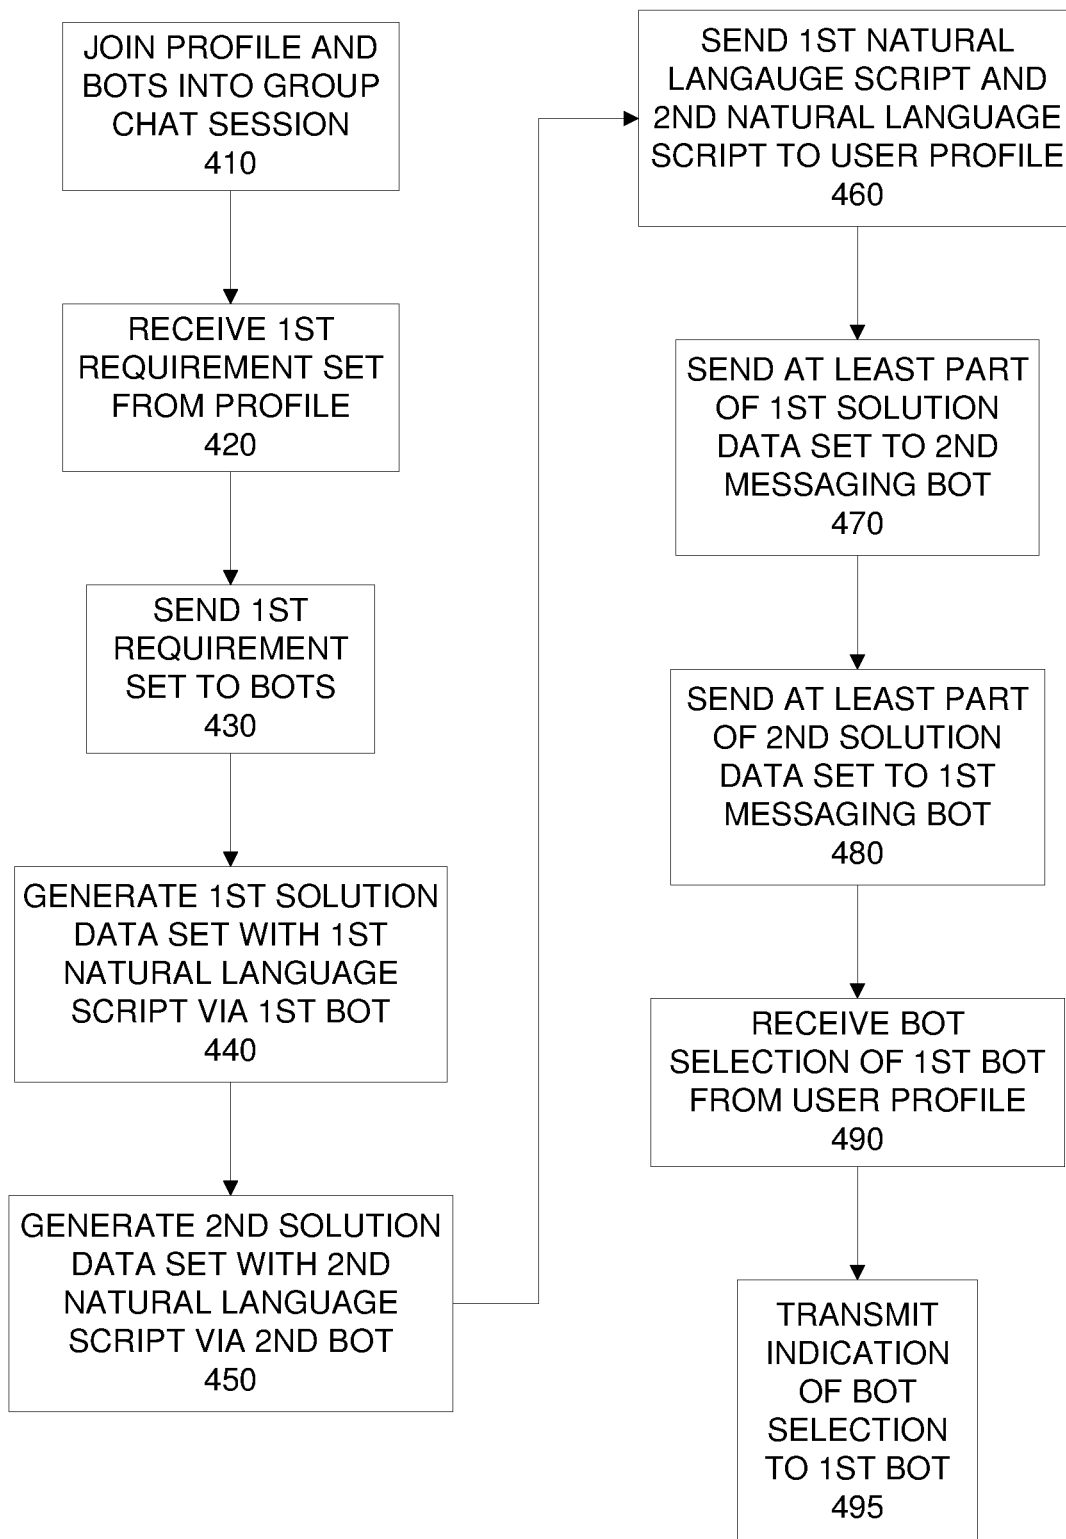 JOIN PROFILE AND
BOTS INTO GROUP
CHAT SESSION
410
RECEIVE 1ST
REQUIREMENT SET
FROM PROFILE
420
SEND 1ST
REQUIREMENT
SET TO BOTS
430
GENERATE 1ST SOLUTION
DATA SET WITH 1ST
NATURAL LANGUAGE
SCRIPT VIA 1ST BOT
440
GENERATE 2ND SOLUTION
DATA SET WITH 2ND
NATURAL LANGUAGE
SCRIPT VIA 2ND BOT
450
SEND 1ST NATURAL
LANGAUGE SCRIPT AND
2ND NATURAL LANGUAGE
SCRIPT TO USER PROFILE
460
SEND AT LEAST PART
OF 1ST SOLUTION
DATA SET TO 2ND
MESSAGING BOT
470
SEND AT LEAST PART
OF 2ND SOLUTION
DATA SET TO 1ST
MESSAGING BOT
480
RECEIVE BOT
SELECTION OF 1ST BOT
FROM USER PROFILE
490
TRANSMIT
INDICATION
OF BOT
SELECTION
TO 1ST BOT
495